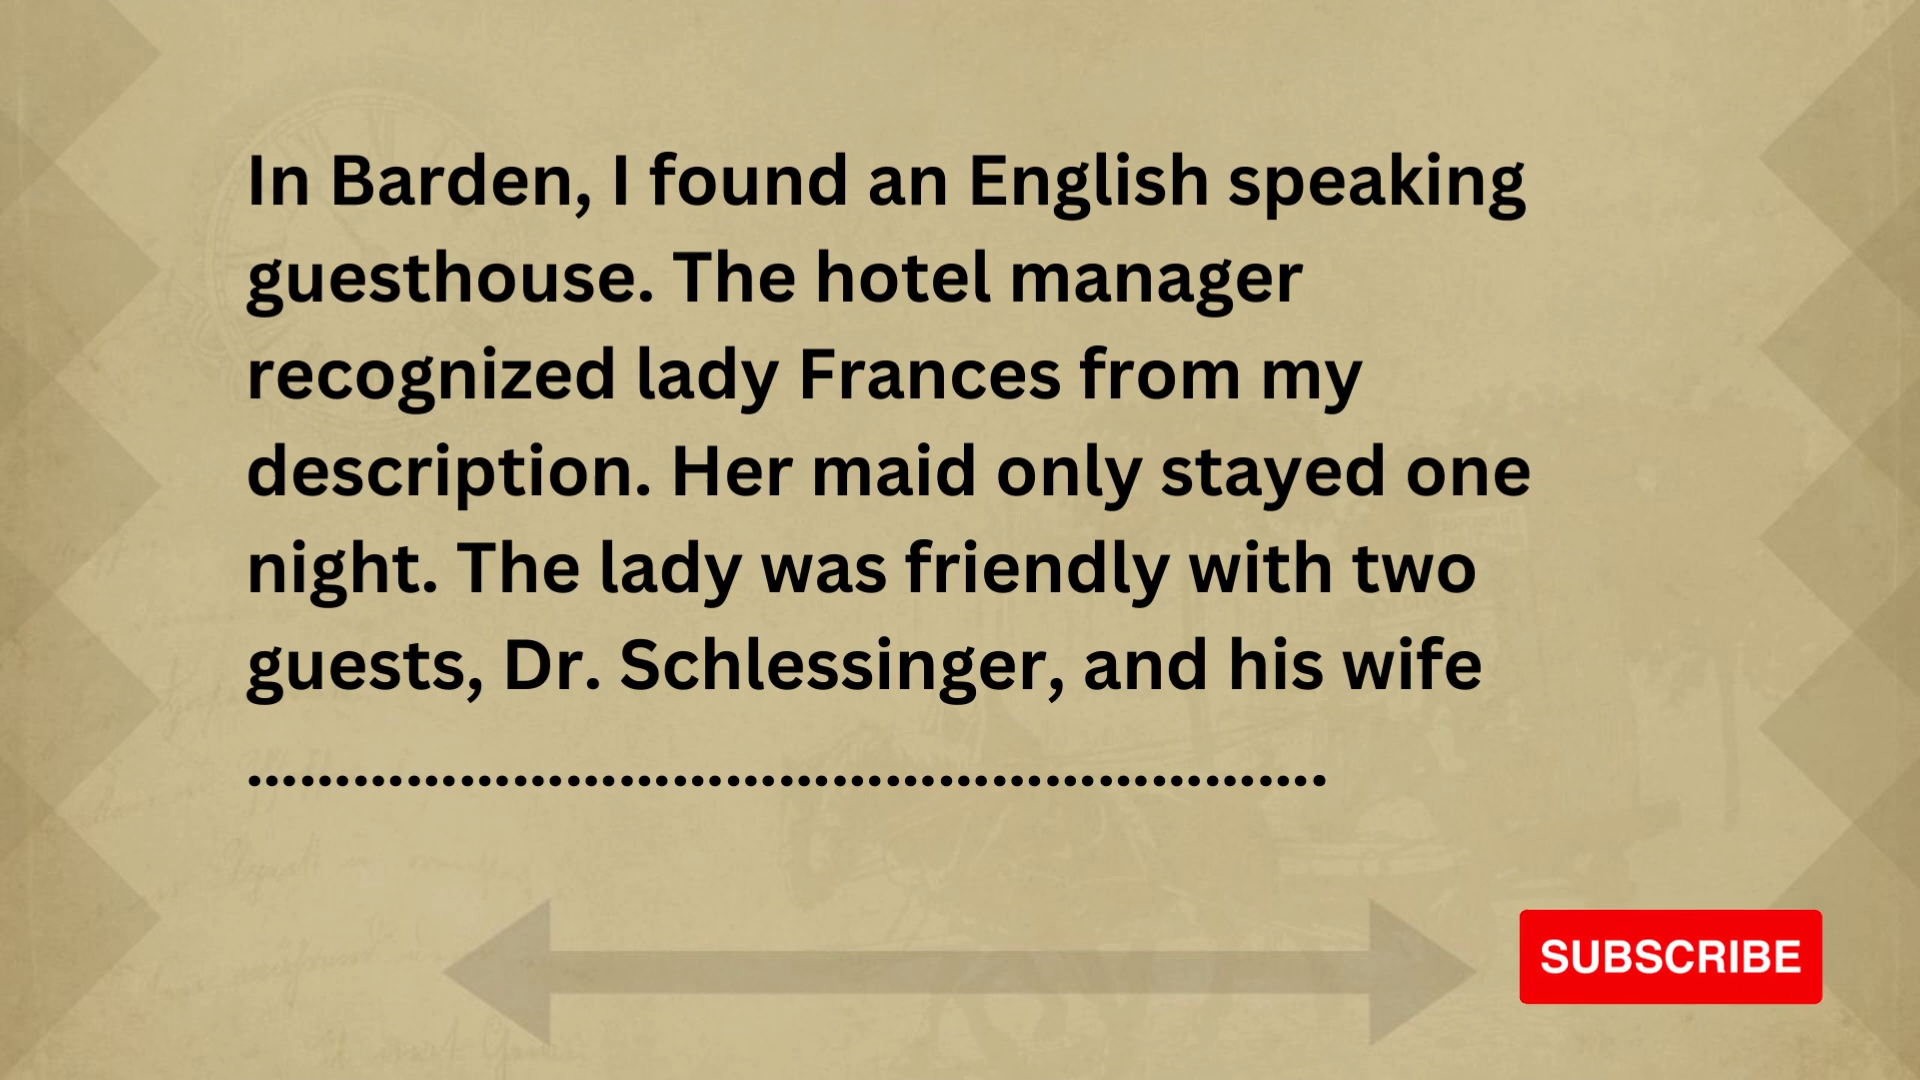 In Barden, I found an English speaking
guesthouse. The hotel manager
recognized lady Frances from my
description. Her maid only stayed one
night. The lady was friendly with two
guests, Dr. Schlessinger, and his wife
.............................................................
SUBSCRIBE